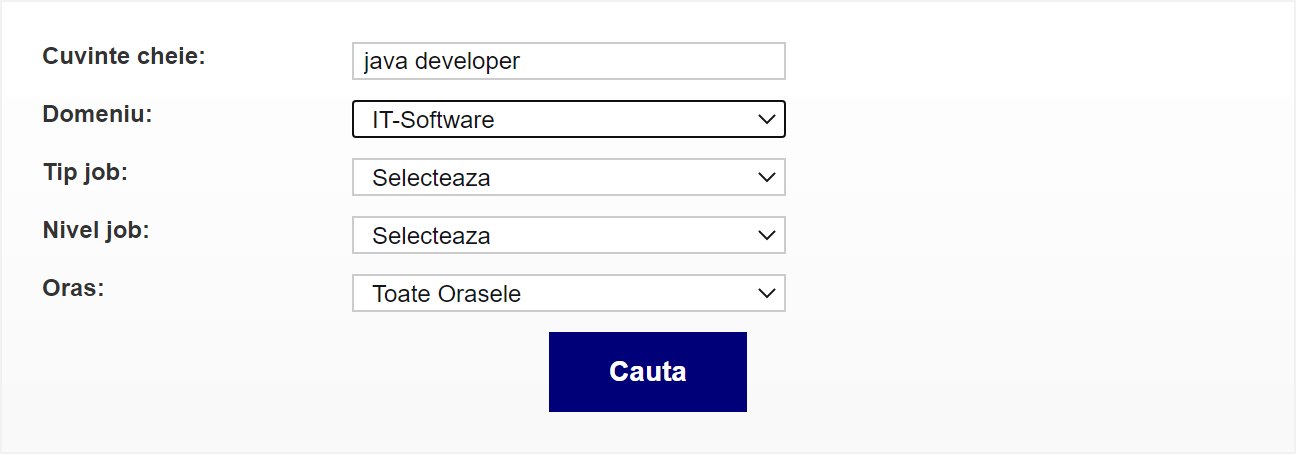 Cuvinte cheie: java developer
Domeniu: IT-Software
Tip job: Selecteaza
Nivel job: Selecteaza
Oras: Toate Orasele
Cauta